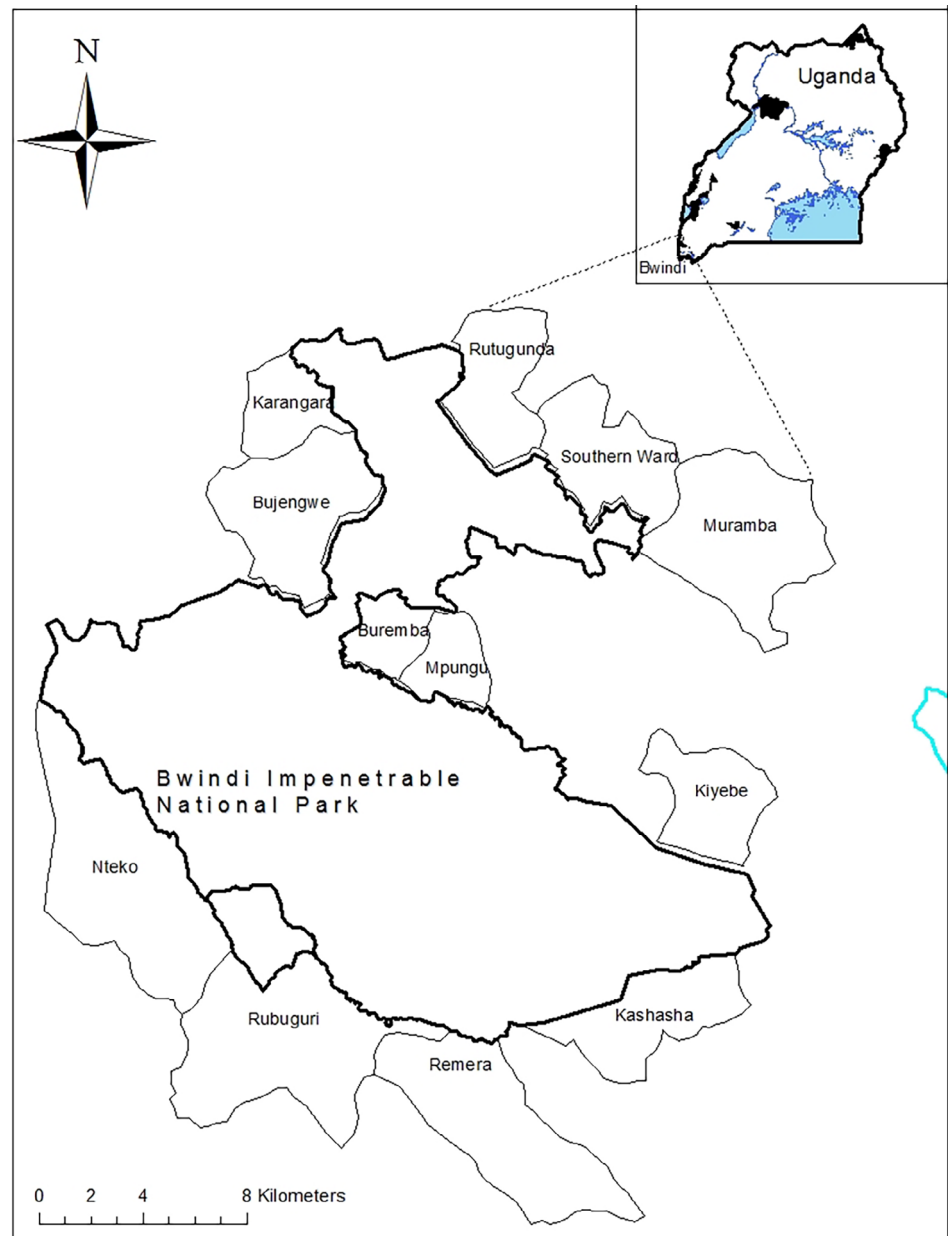 N
Uganda
Bwindi
Rutugunda
Karangara
Southern Ward
Bujengwe
Muramba
Buremba
Mpungu
Bwindi Impenetrable
National Park
Kiyebe
Nteko
Rubuguri
Kashasha
Remera
0 2 4 8 Kilometers